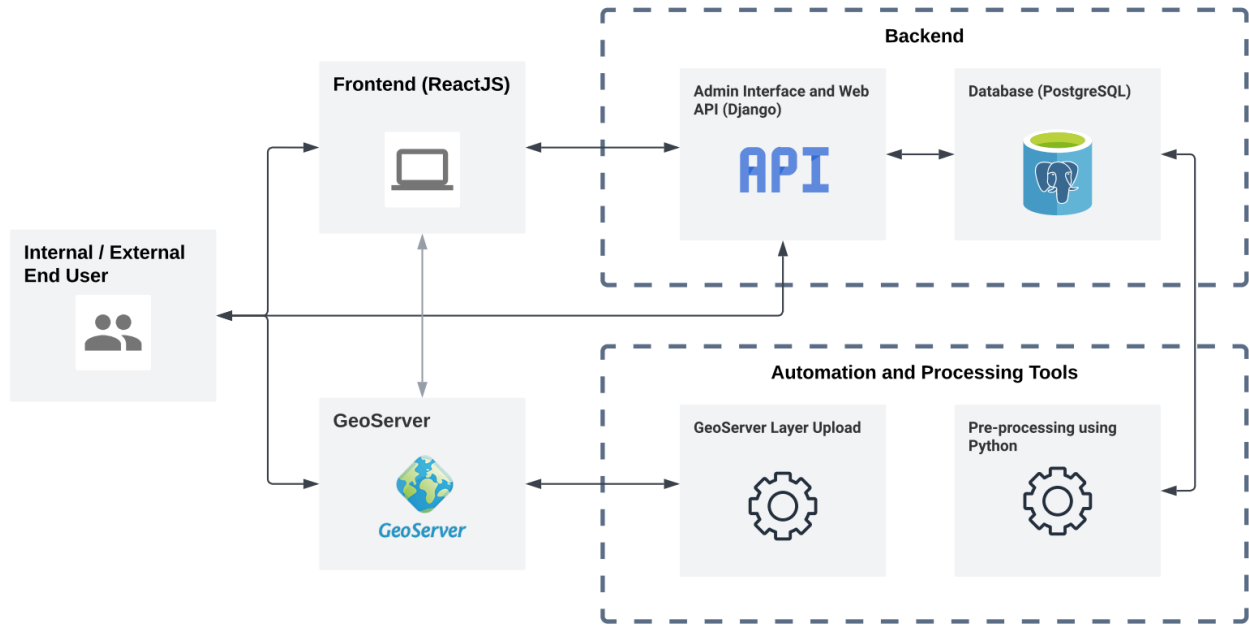 Backend
Frontend (ReactJS)
Admin Interface and Web
API (Django)
API
Database (PostgreSQL)
Internal / External
End User
Automation and Processing Tools
GeoServer
GeoServer
GeoServer Layer Upload
Pre-processing using
Python